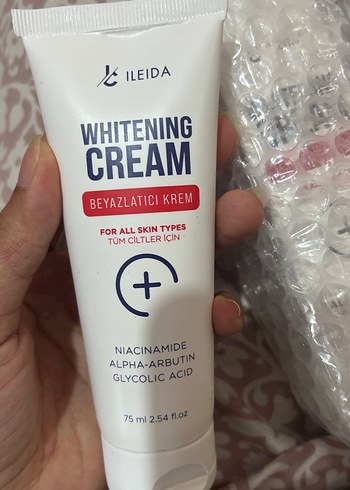 ILEIDA
WHITENING
CREAM
BEYAZLATICI KREM
FOR ALL SKIN TYPES
TÜM CİLTLER İÇİN
NIACINAMIDE
ALPHA-ARBUTIN
GLYCOLIC ACID
75 ml 2.54 fl.oz